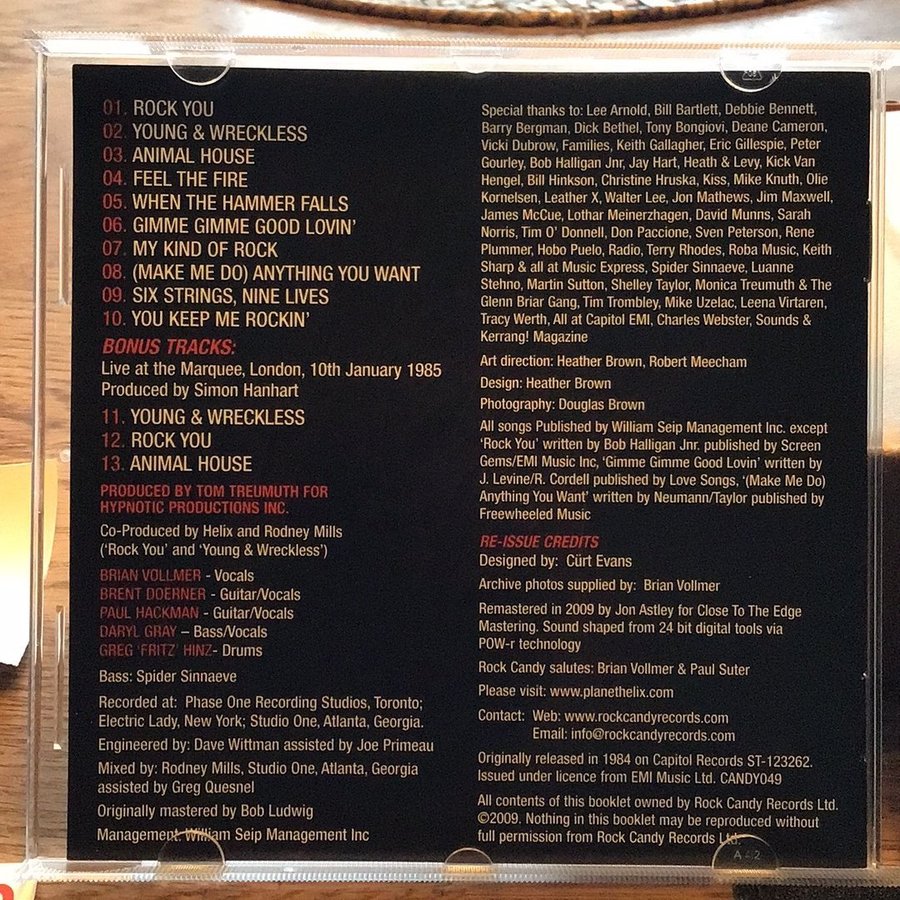 01. ROCK YOU
02. YOUNG & WRECKLESS
03. ANIMAL HOUSE
04. FEEL THE FIRE
05. WHEN THE HAMMER FALLS
06. GIMME GIMME GOOD LOVIN'
07. MY KIND OF ROCK
08. (MAKE ME DO) ANYTHING YOU WANT
09. SIX STRINGS, NINE LIVES
10. YOU KEEP ME ROCKIN'
BONUS TRACKS:
Live at the Marquee, London, 10th January 1985
Produced by Simon Hanhart
11. YOUNG & WRECKLESS
12. ROCK YOU
13. ANIMAL HOUSE
PRODUCED BY TOM TREUMUTH FOR
HYPNOTIC PRODUCTIONS INC.
Co-Produced by Helix and Rodney Mills
('Rock You' and 'Young & Wreckless')
BRIAN VOLLMER - Vocals
BRENT DOERNER - Guitar/Vocals
PAUL HACKMAN - Guitar/Vocals
DARYL GRAY – Bass/Vocals
GREG 'FRITZ' HINZ- Drums
Bass: Spider Sinnaeve
Recorded at: Phase One Recording Studios, Toronto;
Electric Lady, New York; Studio One, Atlanta, Georgia.
Engineered by: Dave Wittman assisted by Joe Primeau
Mixed by: Rodney Mills, Studio One, Atlanta, Georgia
assisted by Greg Quesnel
Originally mastered by Bob Ludwig
Management: William Seip Management Inc
Special thanks to: Lee Arnold, Bill Bartlett, Debbie Bennett,
Barry Bergman, Dick Bethel, Tony Bongiovi, Deane Cameron,
Vicki Dubrow, Families, Keith Gallagher, Eric Gillespie, Peter
Gourley, Bob Halligan Jnr, Jay Hart, Heath & Levy, Kick Van
Hengel, Bill Hinkson, Christine Hruska, Kiss, Mike Knuth, Olie
Kornelsen, Leather X, Walter Lee, Jon Mathews, Jim Maxwell,
James McCue, Lothar Meinerzhagen, David Munns, Sarah
Norris, Tim O' Donnell, Don Paccione, Sven Peterson, Rene
Plummer, Hobo Puelo, Radio, Terry Rhodes, Roba Music, Keith
Sharp & all at Music Express, Spider Sinnaeve, Luanne
Stehno, Martin Sutton, Shelley Taylor, Monica Treumuth & The
Glenn Briar Gang, Tim Trombley, Mike Uzelac, Leena Virtaren,
Tracy Werth, All at Capitol EMI, Charles Webster, Sounds &
Kerrang! Magazine
Art direction: Heather Brown, Robert Meecham
Design: Heather Brown
Photography: Douglas Brown
All songs Published by William Seip Management Inc. except
'Rock You' written by Bob Halligan Jnr. published by Screen
Gems/EMI Music Inc, 'Gimme Gimme Good Lovin' written by
J. Levine/R. Cordell published by Love Songs, '(Make Me Do)
Anything You Want' written by Neumann/Taylor published by
Freewheeled Music
RE-ISSUE CREDITS
Designed by: Cürt Evans
Archive photos supplied by: Brian Vollmer
Remastered in 2009 by Jon Astley for Close To The Edge
Mastering. Sound shaped from 24 bit digital tools via
POW-r technology
Rock Candy salutes: Brian Vollmer & Paul Suter
Please visit: www.planethelix.com
Contact: Web: www.rockcandyrecords.com
Email: info@rockcandyrecords.com
Originally released in 1984 on Capitol Records ST-123262.
Issued under licence from EMI Music Ltd. CANDY049
All contents of this booklet owned by Rock Candy Records Ltd.
©2009. Nothing in this booklet may be reproduced without
full permission from Rock Candy Records Ltd.
A 42